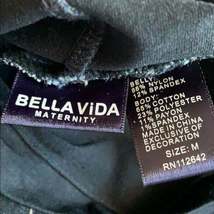 BELLA ViDA
MATERNITY
BELLY:
88% NYLON
12% SPANDEX
BODY:
65% COTTON
23% POLYESTER
11% RAYON
1% SPANDEX
MADE IN CHINA
EXCLUSIVE OF
DECORATION
SIZE: M
RN112642